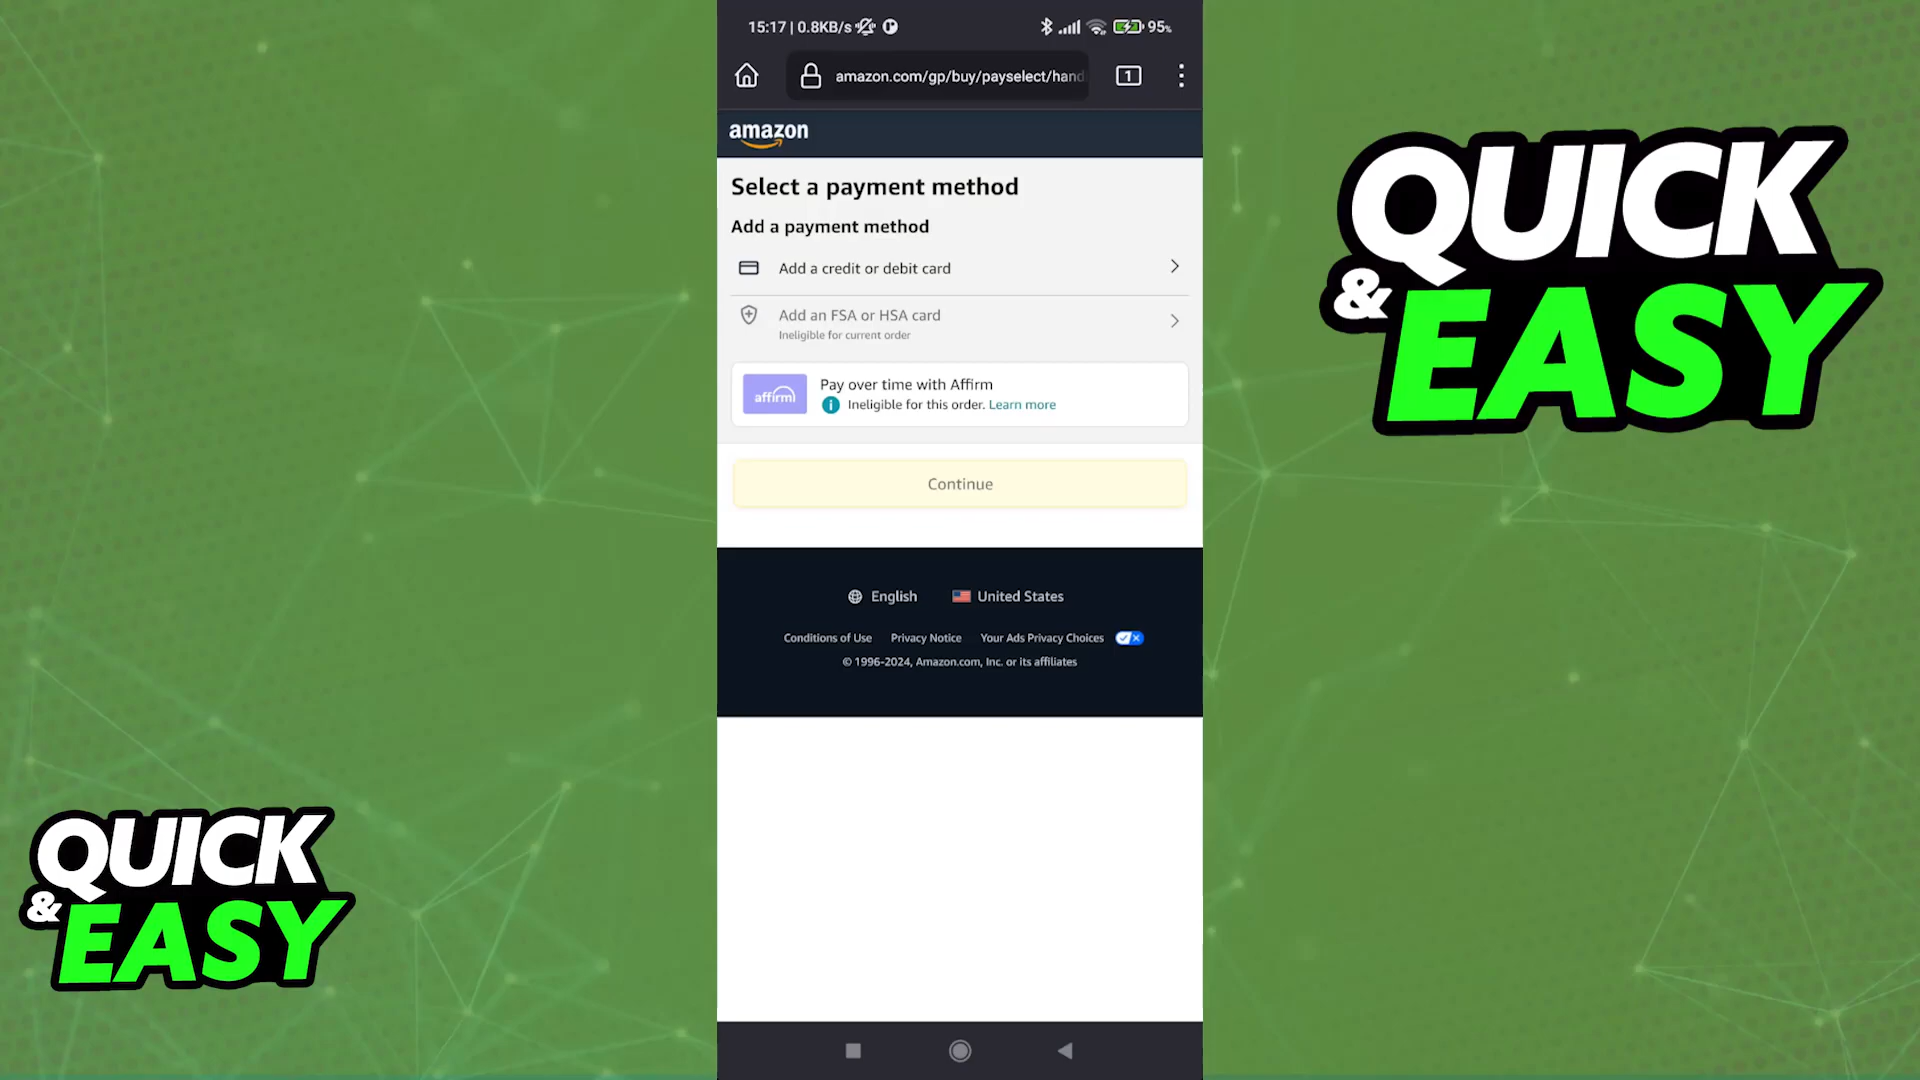 15:17 | 0.8KB/s
95%
amazon.com/gp/buy/payselect/hand
1
amazon
Select a payment method
Add a payment method
Add a credit or debit card
Add an FSA or HSA card
Ineligible for current order
affirm
Pay over time with Affirm
Ineligible for this order. Learn more
Continue
English United States
Conditions of Use Privacy Notice Your Ads Privacy Choices
© 1996-2024, Amazon.com, Inc. or its affiliates
QUICK
& EASY
QUICK
& EASY